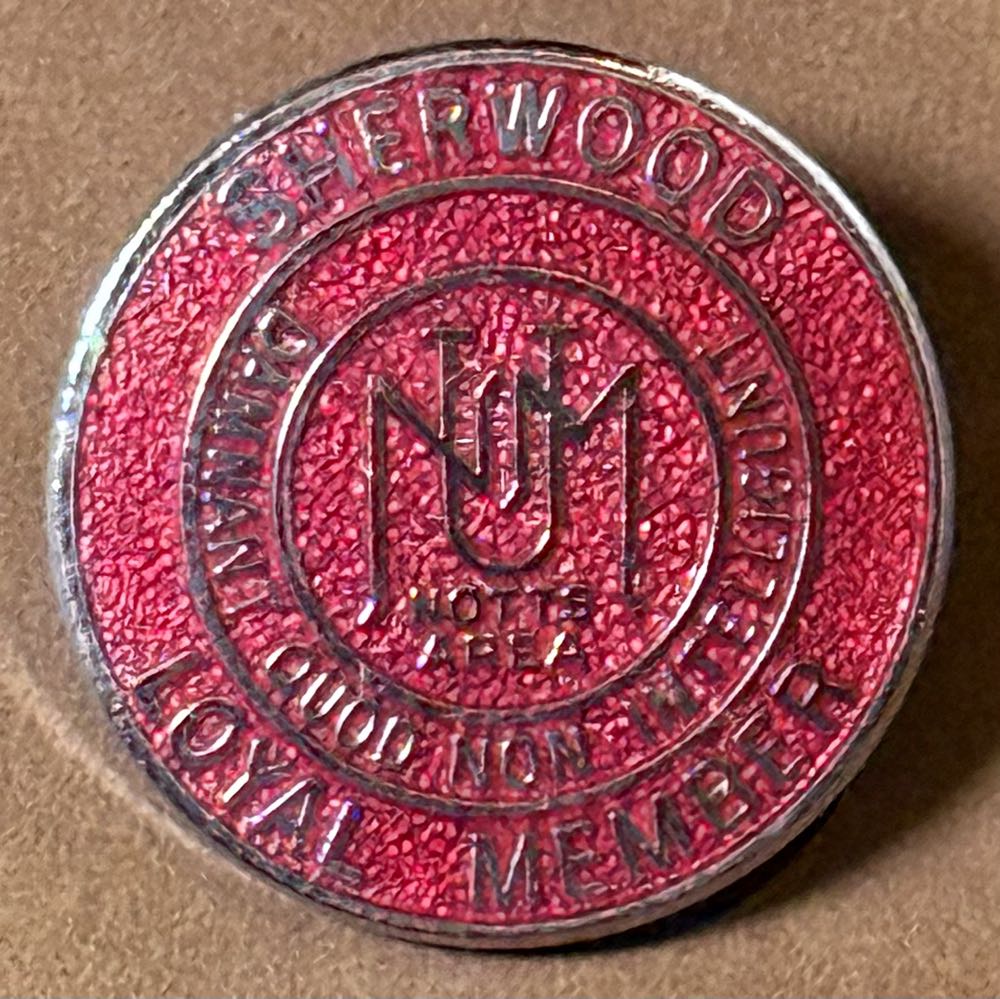 SHERWOOD
DAMNANT QUOD NON INTELLIGUNT
NUM
NOTTS
AREA
LOYAL MEMBER